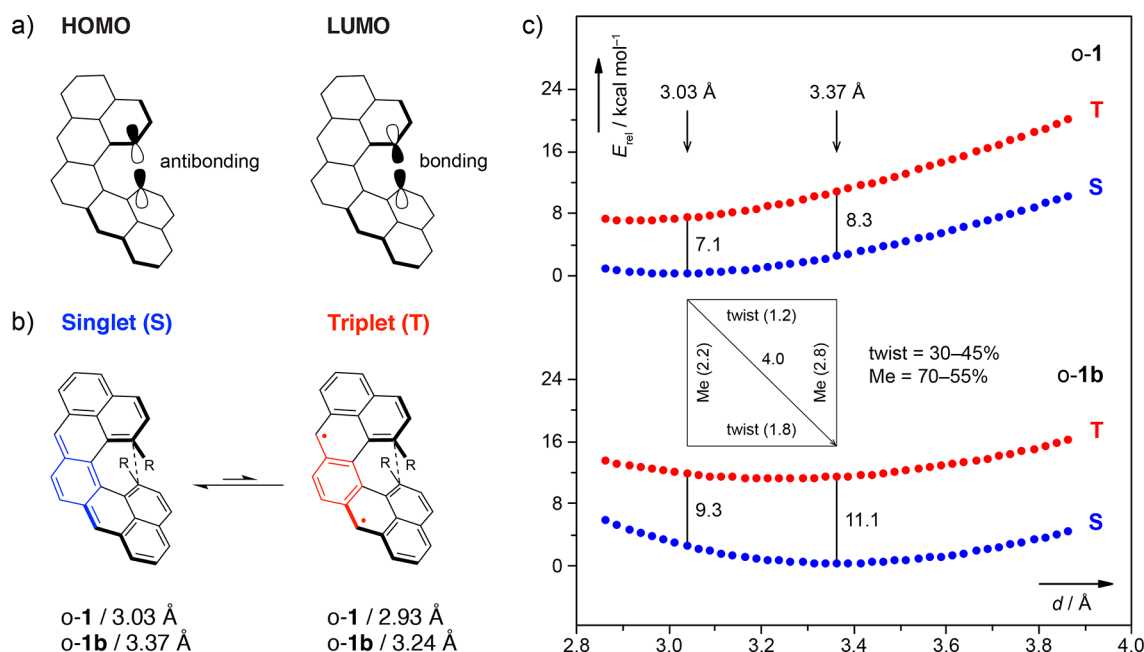 a)
HOMO
LUMO
antibonding
bonding
b)
Singlet (S)
Triplet (T)
R
R
R
R
o-1 / 3.03 Å
o-1b / 3.37 Å
o-1 / 2.93 Å
o-1b / 3.24 Å
c)
E_rel / kcal mol⁻¹
3.03 Å
3.37 Å
o-1
24
T
16
S
8
8.3
7.1
0
twist (1.2)
Me (2.2)
4.0
Me (2.8)
twist (1.8)
twist = 30–45%
Me = 70–55%
o-1b
24
T
16
9.3
11.1
8
S
0
d / Å
2.8
3.0
3.2
3.4
3.6
3.8
4.0